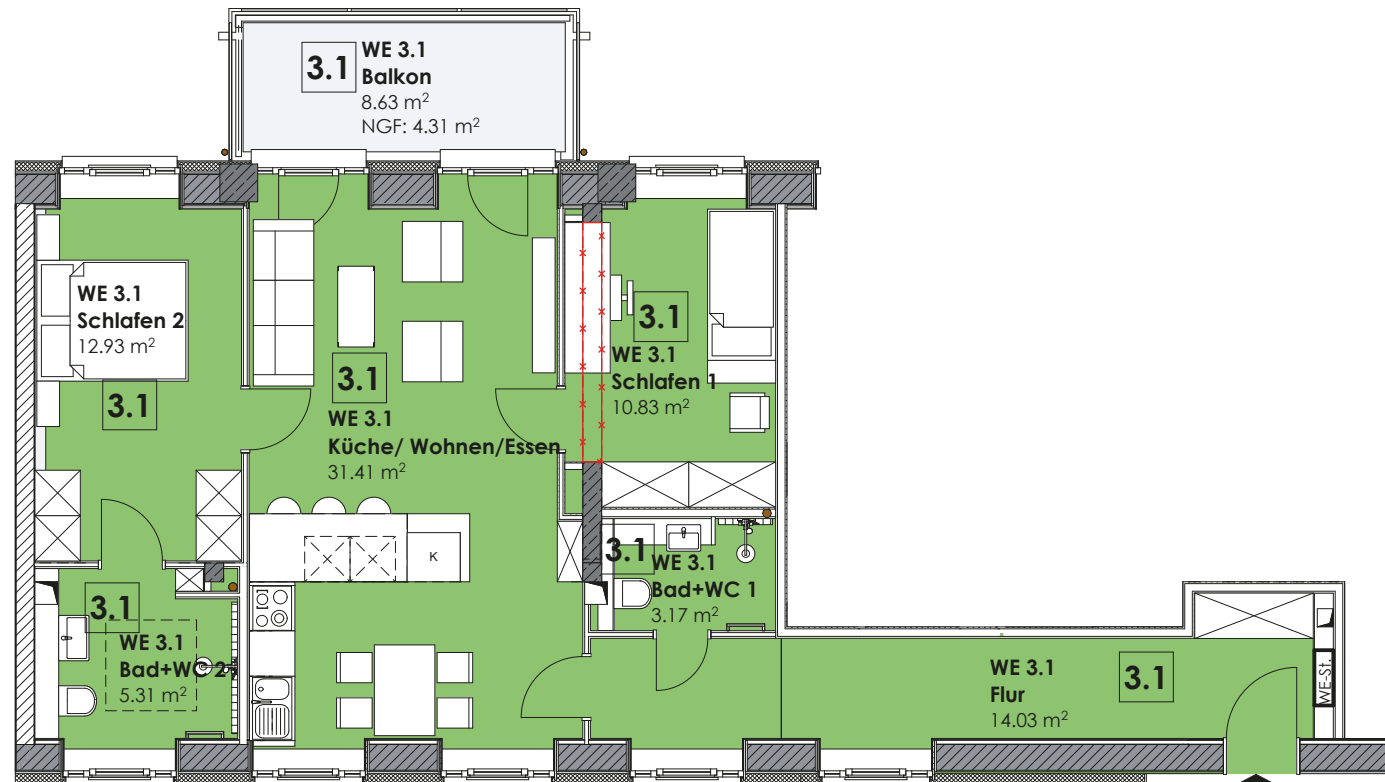 3.1
WE 3.1
Balkon
8.63 m²
NGF: 4.31 m²
WE 3.1
Schlafen 2
12.93 m²
3.1
3.1
WE 3.1
Küche/ Wohnen/Essen
31.41 m²
3.1
WE 3.1
Schlafen 1
10.83 m²
K
3.1
WE 3.1
Bad+WC 1
3.17 m²
3.1
WE 3.1
Bad+WC 2
5.31 m²
WE 3.1
Flur
14.03 m²
3.1
WE-St.